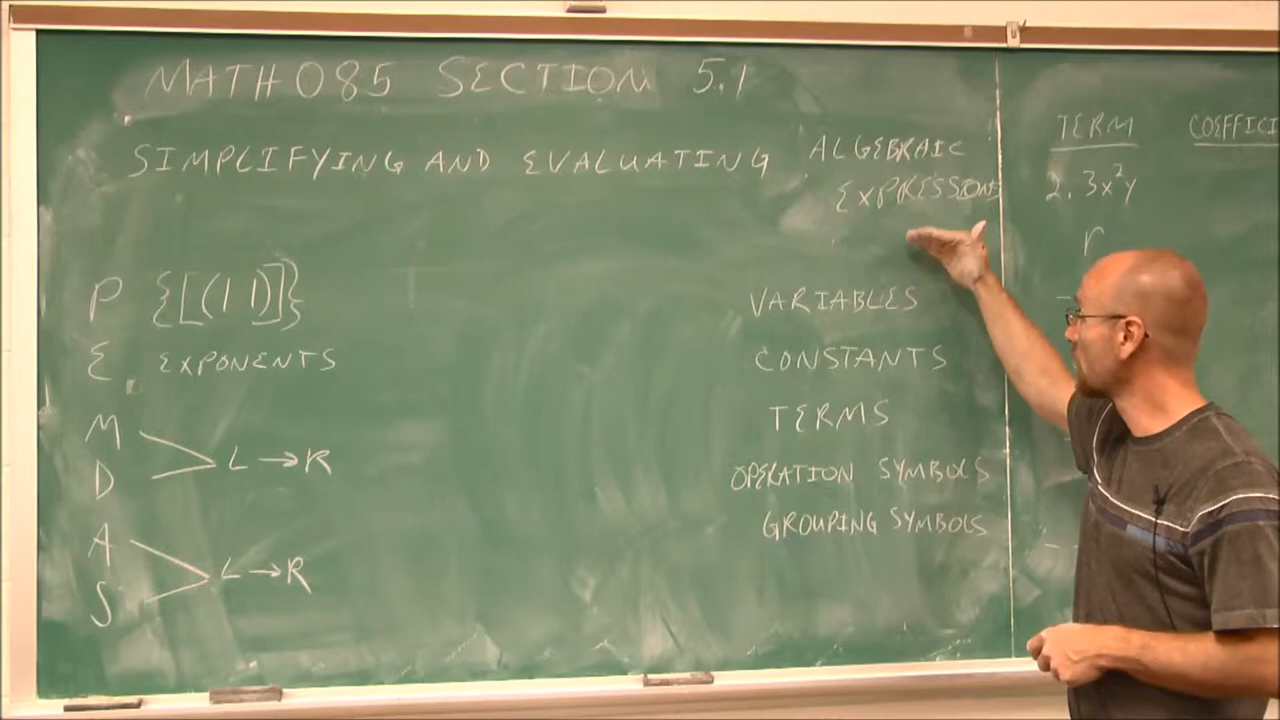 MATH 085 SECTION 5.1
SIMPLIFYING AND EVALUATING ALGEBRAIC
EXPRESSIONS
P {[(| |)]}
E EXPONENTS
M
D
L → R
A
S
L → R
VARIABLES
CONSTANTS
TERMS
OPERATION SYMBOLS
GROUPING SYMBOLS
TERM COEFFICI
2.3x²y
r